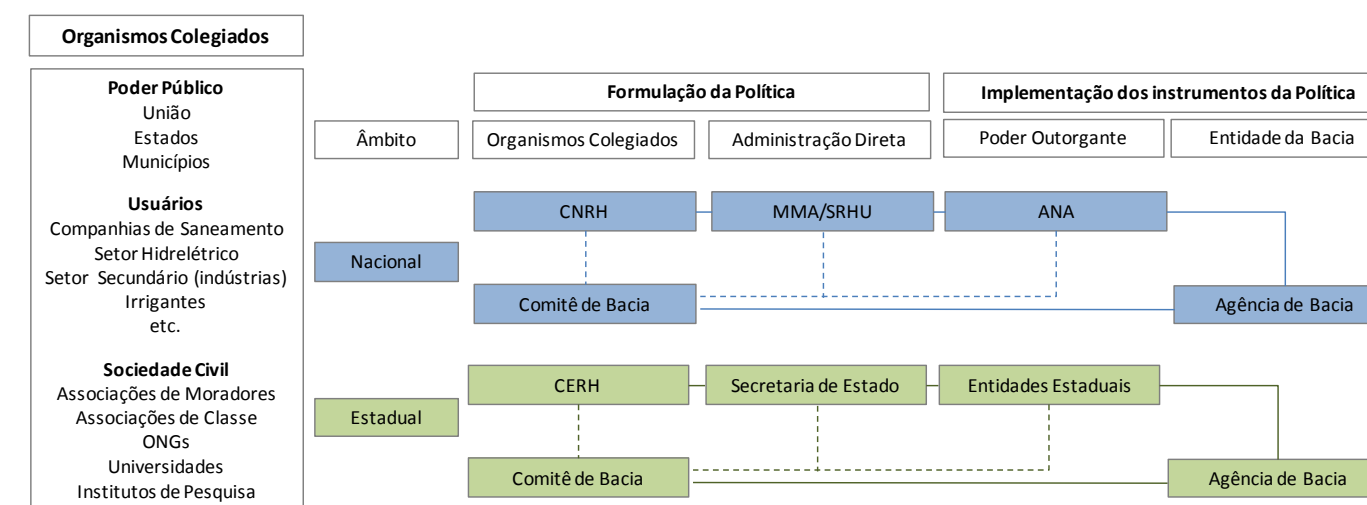 Organismos Colegiados
Poder Público
União
Estados
Municípios
Usuários
Companhias de Saneamento
Setor Hidrelétrico
Setor Secundário (indústrias)
Irrigantes
etc.
Sociedade Civil
Associações de Moradores
Associações de Classe
ONGs
Universidades
Institutos de Pesquisa
Formulação da Política
Implementação dos instrumentos da Política
Âmbito
Organismos Colegiados
Administração Direta
Poder Outorgante
Entidade da Bacia
Nacional
CNRH
MMA/SRHU
ANA
Comitê de Bacia
Agência de Bacia
Estadual
CERH
Secretaria de Estado
Entidades Estaduais
Comitê de Bacia
Agência de Bacia